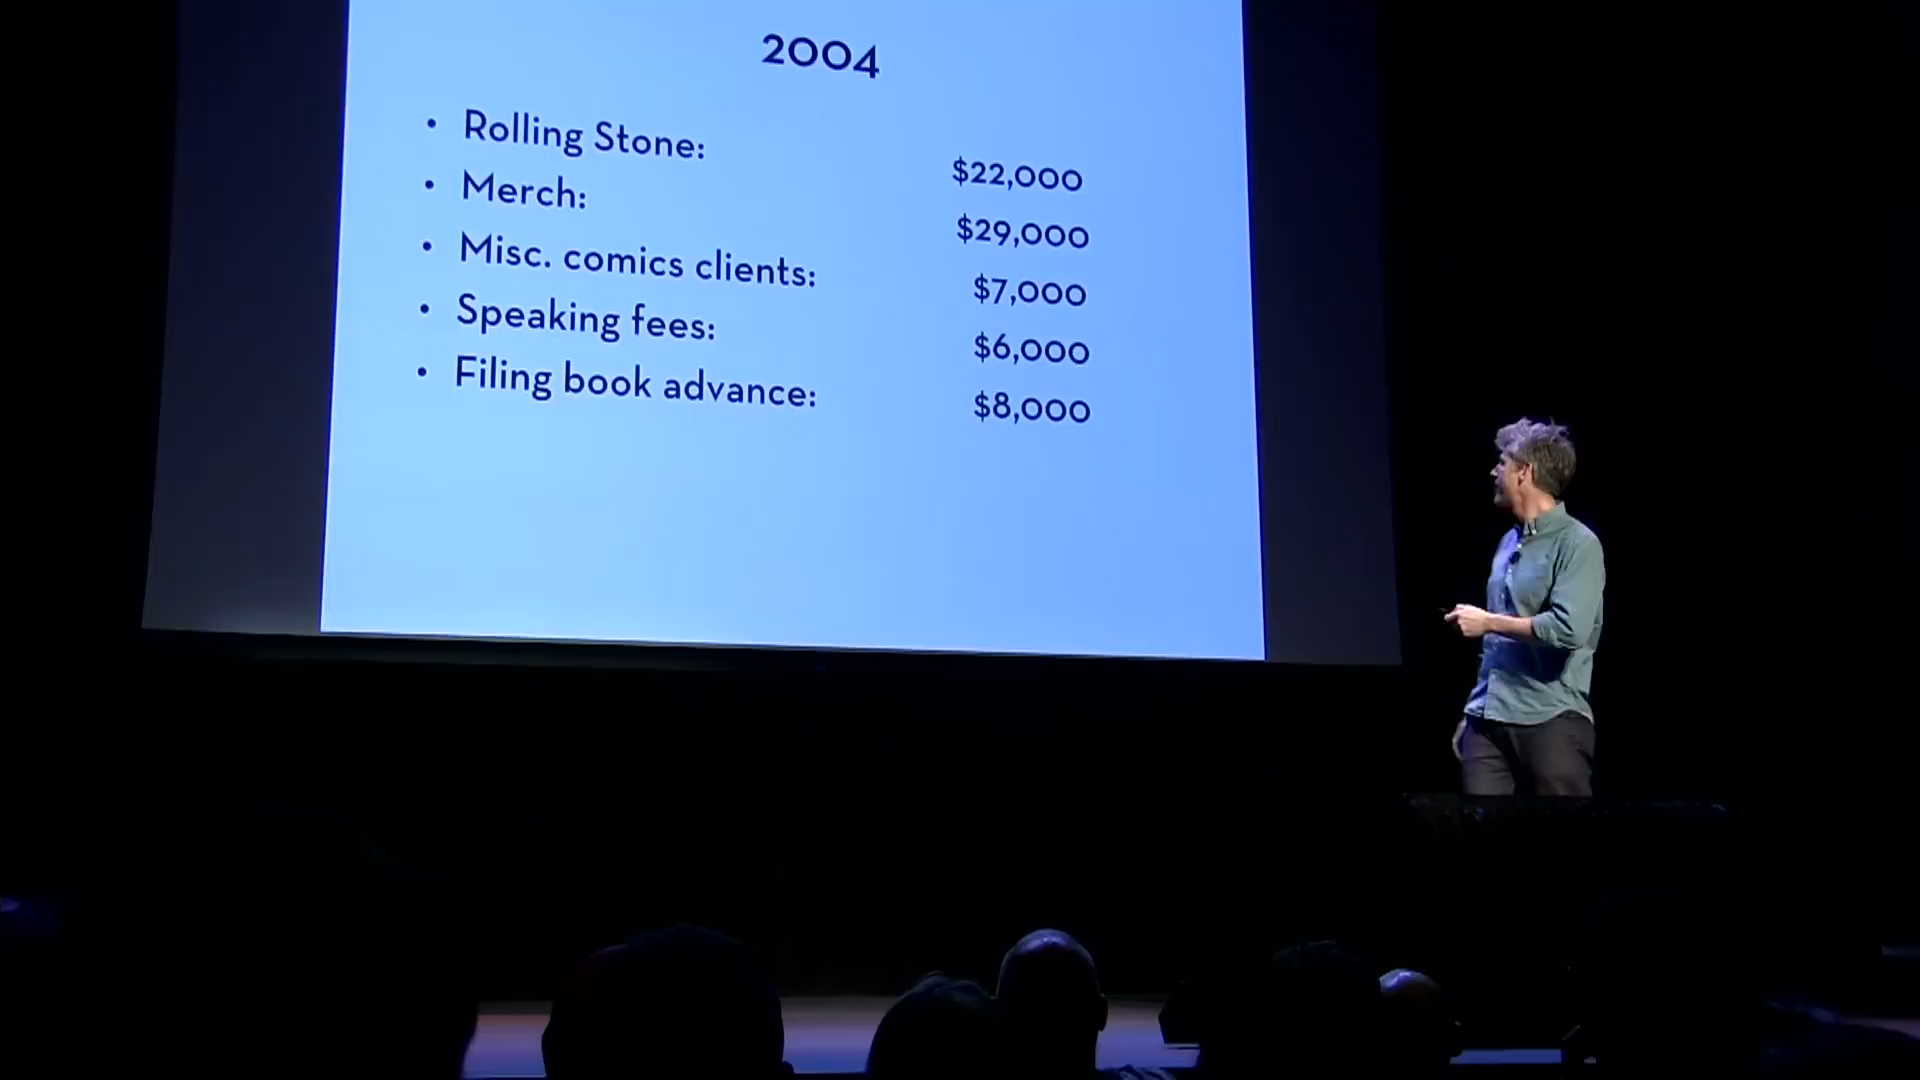 2004
• Rolling Stone: $22,000
• Merch: $29,000
• Misc. comics clients: $7,000
• Speaking fees: $6,000
• Filing book advance: $8,000